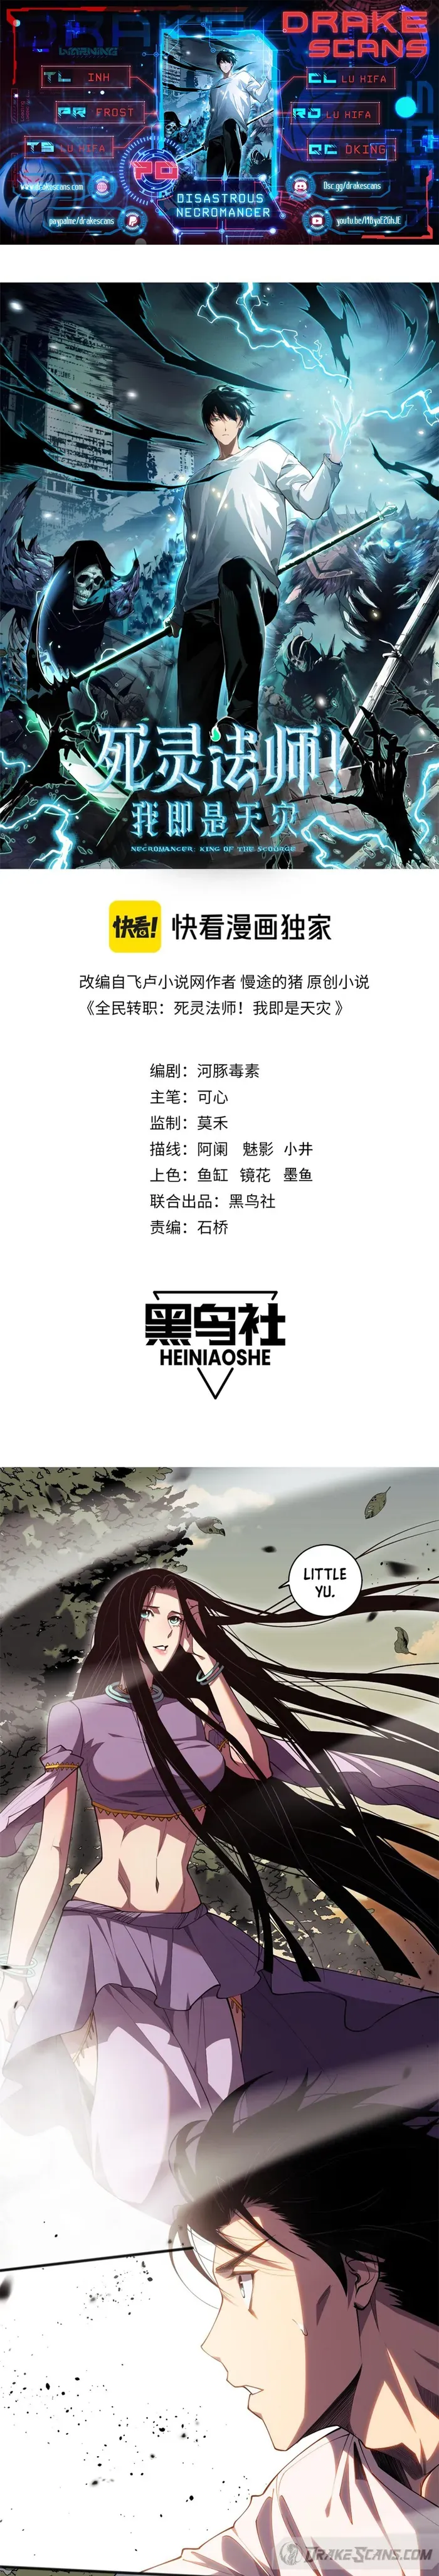 DRAKE
SCANS
TL INH
CL LU HIFA
PR FROST
RD LU HIFA
TS LU HIFA
QC DKING
www.drakescans.com
Dsc.gg/drakescans
paypalme/drakescans
DISASTROUS
NECROMANCER
死灵法师!
我即是天灾
NECROMANCER: KING OF THE SCOURGE
快看! 快看漫画独家
改编自飞卢小说网作者 慢途的猪 原创小说
《全民转职：死灵法师！我即是天灾 》
编剧：河豚毒素
主笔：可心
监制：莫禾
描线：阿阑 魅影 小井
上色：鱼缸 镜花 墨鱼
联合出品：黑鸟社
责编：石桥
黑鸟社
HEINIAOSHE
LITTLE
YU.
DRAKESCANS.COM